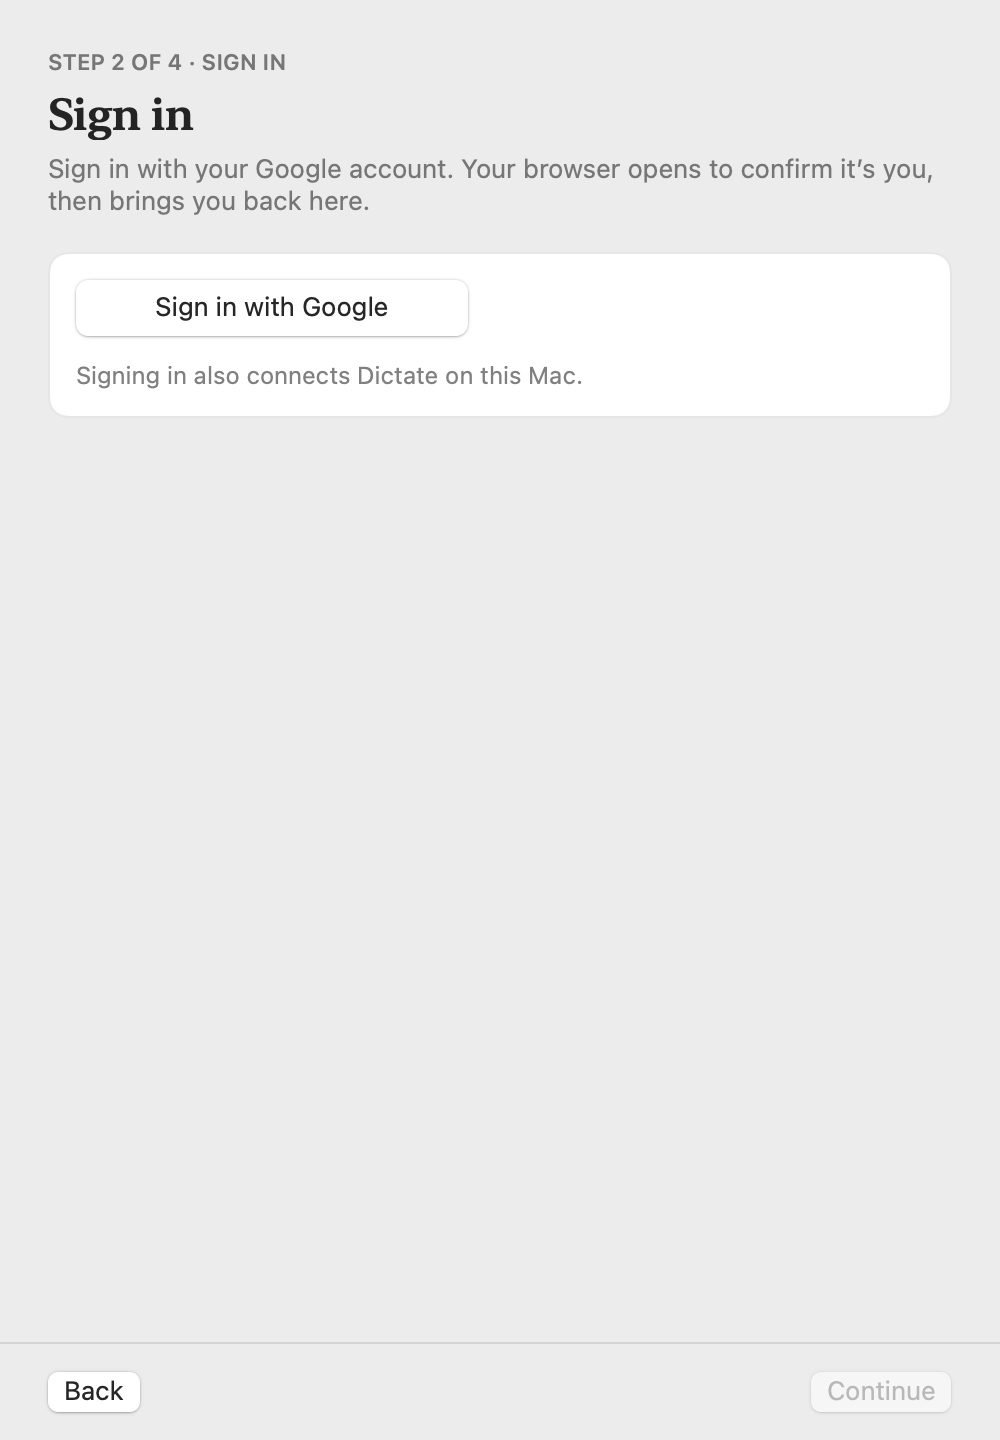 STEP 2 OF 4 · SIGN IN
Sign in
Sign in with your Google account. Your browser opens to confirm it’s you,
then brings you back here.
Sign in with Google
Signing in also connects Dictate on this Mac.
Back
Continue